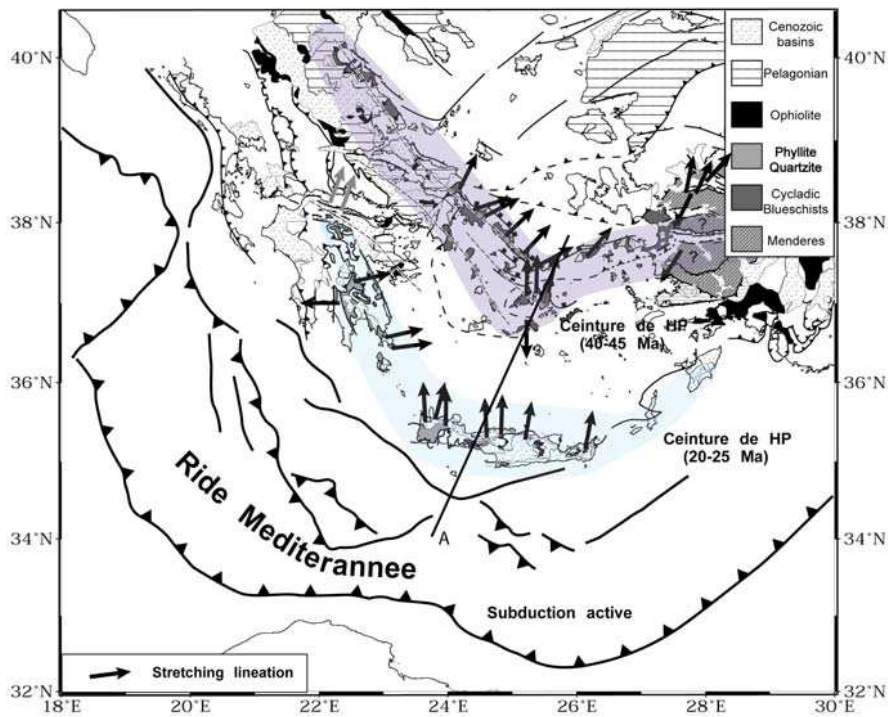 40°N
38°N
36°N
34°N
32°N
40°N
38°N
36°N
34°N
32°N
18°E
20°E
22°E
24°E
26°E
28°E
30°E
Cenozoic
basins
Pelagonian
Ophiolite
Phyllite
Quartzite
Cycladic
Blueschists
Menderes
?
?
Ceinture de HP
(40-45 Ma)
Ceinture de HP
(20-25 Ma)
A
Ride Mediterannee
Subduction active
Stretching lineation